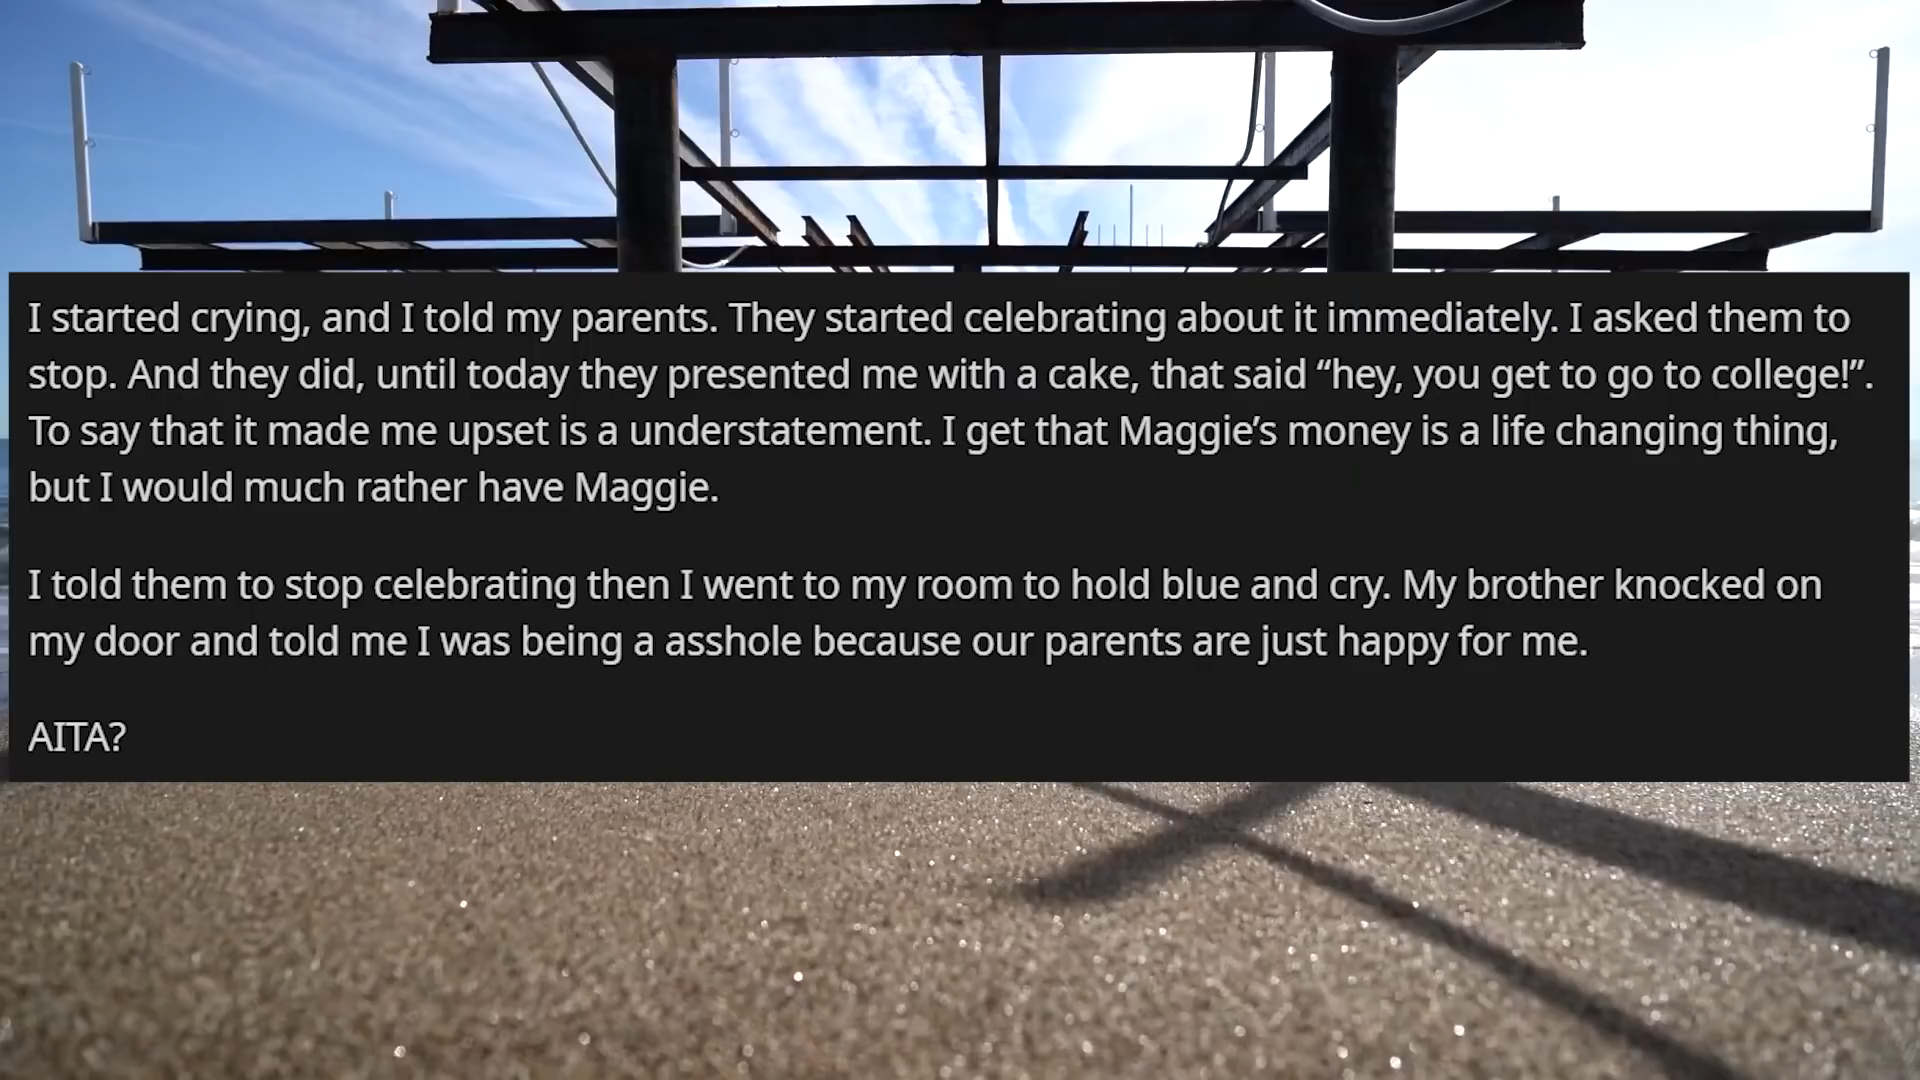 I started crying, and I told my parents. They started celebrating about it immediately. I asked them to
stop. And they did, until today they presented me with a cake, that said “hey, you get to go to college!”.
To say that it made me upset is a understatement. I get that Maggie’s money is a life changing thing,
but I would much rather have Maggie.
I told them to stop celebrating then I went to my room to hold blue and cry. My brother knocked on
my door and told me I was being a asshole because our parents are just happy for me.
AITA?